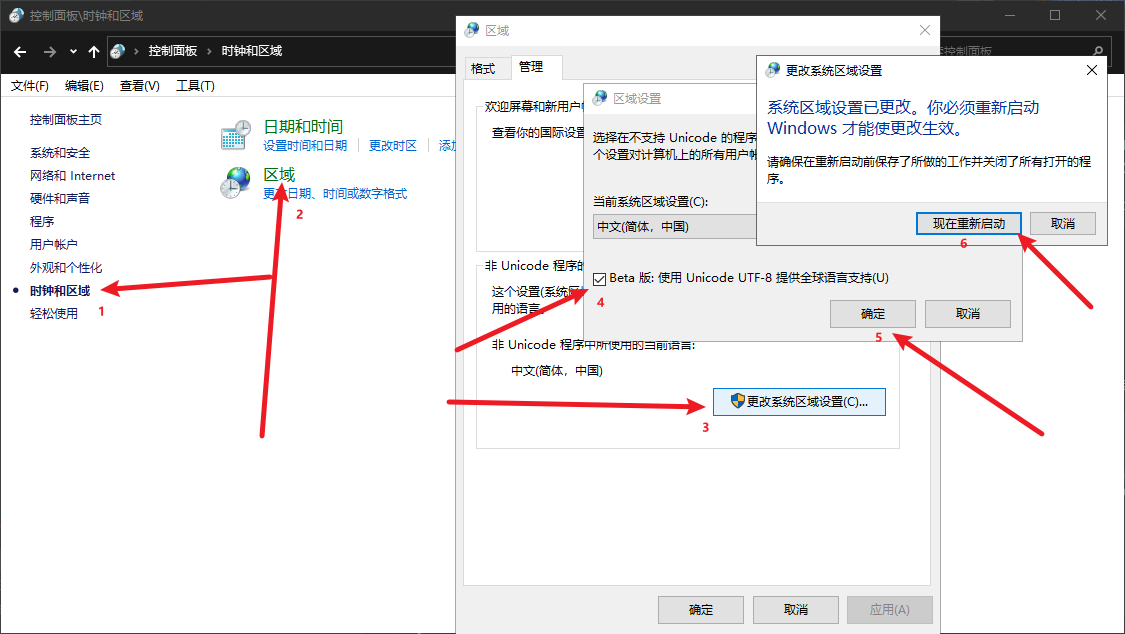 控制面板\时钟和区域
控制面板 › 时钟和区域
控制面板
文件(F) 编辑(E) 查看(V) 工具(T)
控制面板主页
系统和安全
网络和 Internet
硬件和声音
程序
用户帐户
外观和个性化
时钟和区域
轻松使用
1
日期和时间
设置时间和日期 更改时区 添加
区域
日期、时间或数字格式
2
区域
格式 管理
欢迎屏幕和新用户
查看你的国际设置
非 Unicode 程序的
这个设置(系统区
用的语言。
非 Unicode 程序中所使用的当前语言:
中文(简体，中国)
更改系统区域设置(C)...
3
确定 取消 应用(A)
区域设置
选择在不支持 Unicode 的程序
个设置对计算机上的所有用户帐
当前系统区域设置(C):
中文(简体，中国)
Beta 版: 使用 Unicode UTF-8 提供全球语言支持(U)
4
确定 取消
5
更改系统区域设置
系统区域设置已更改。你必须重新启动
Windows 才能使更改生效。
请确保在重新启动前保存了所做的工作并关闭了所有打开的程
序。
现在重新启动 取消
6